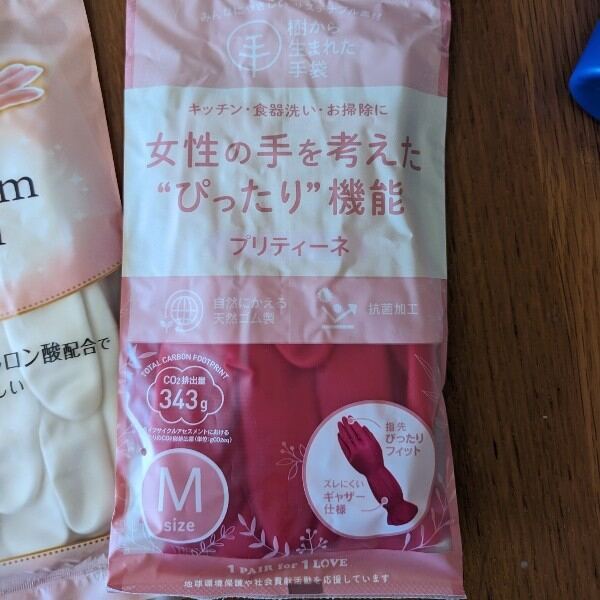 樹から
生まれた
手袋
キッチン・食器洗い・お掃除に
女性の手を考えた
“ぴったり”機能
プリティーネ
自然にかえる
天然ゴム製
抗菌加工
TOTAL CARBON FOOTPRINT
CO2排出量
343g
M
size
指先
ぴったり
フィット
ズレにくい
ギャザー
仕様
1 PAIR for 1 LOVE
地球環境保護や社会貢献活動を応援しています
ロン酸配合で
しい